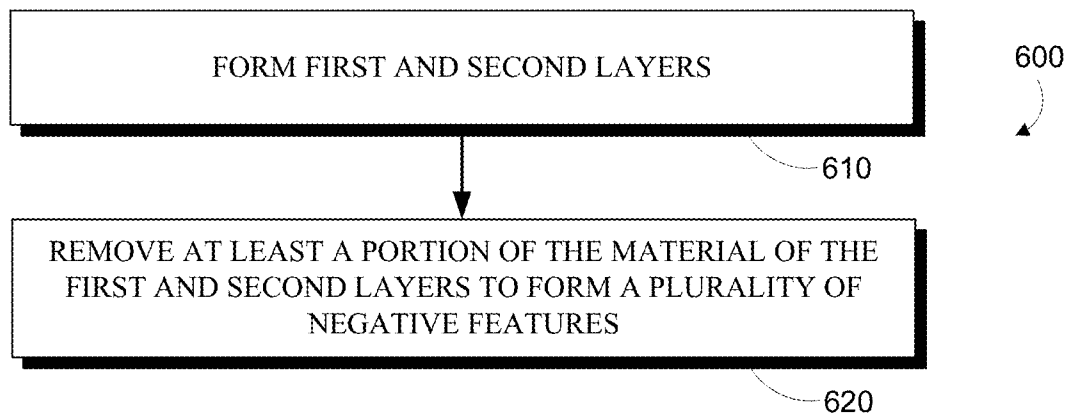 FORM FIRST AND SECOND LAYERS
600
610
REMOVE AT LEAST A PORTION OF THE MATERIAL OF THE
FIRST AND SECOND LAYERS TO FORM A PLURALITY OF
NEGATIVE FEATURES
620